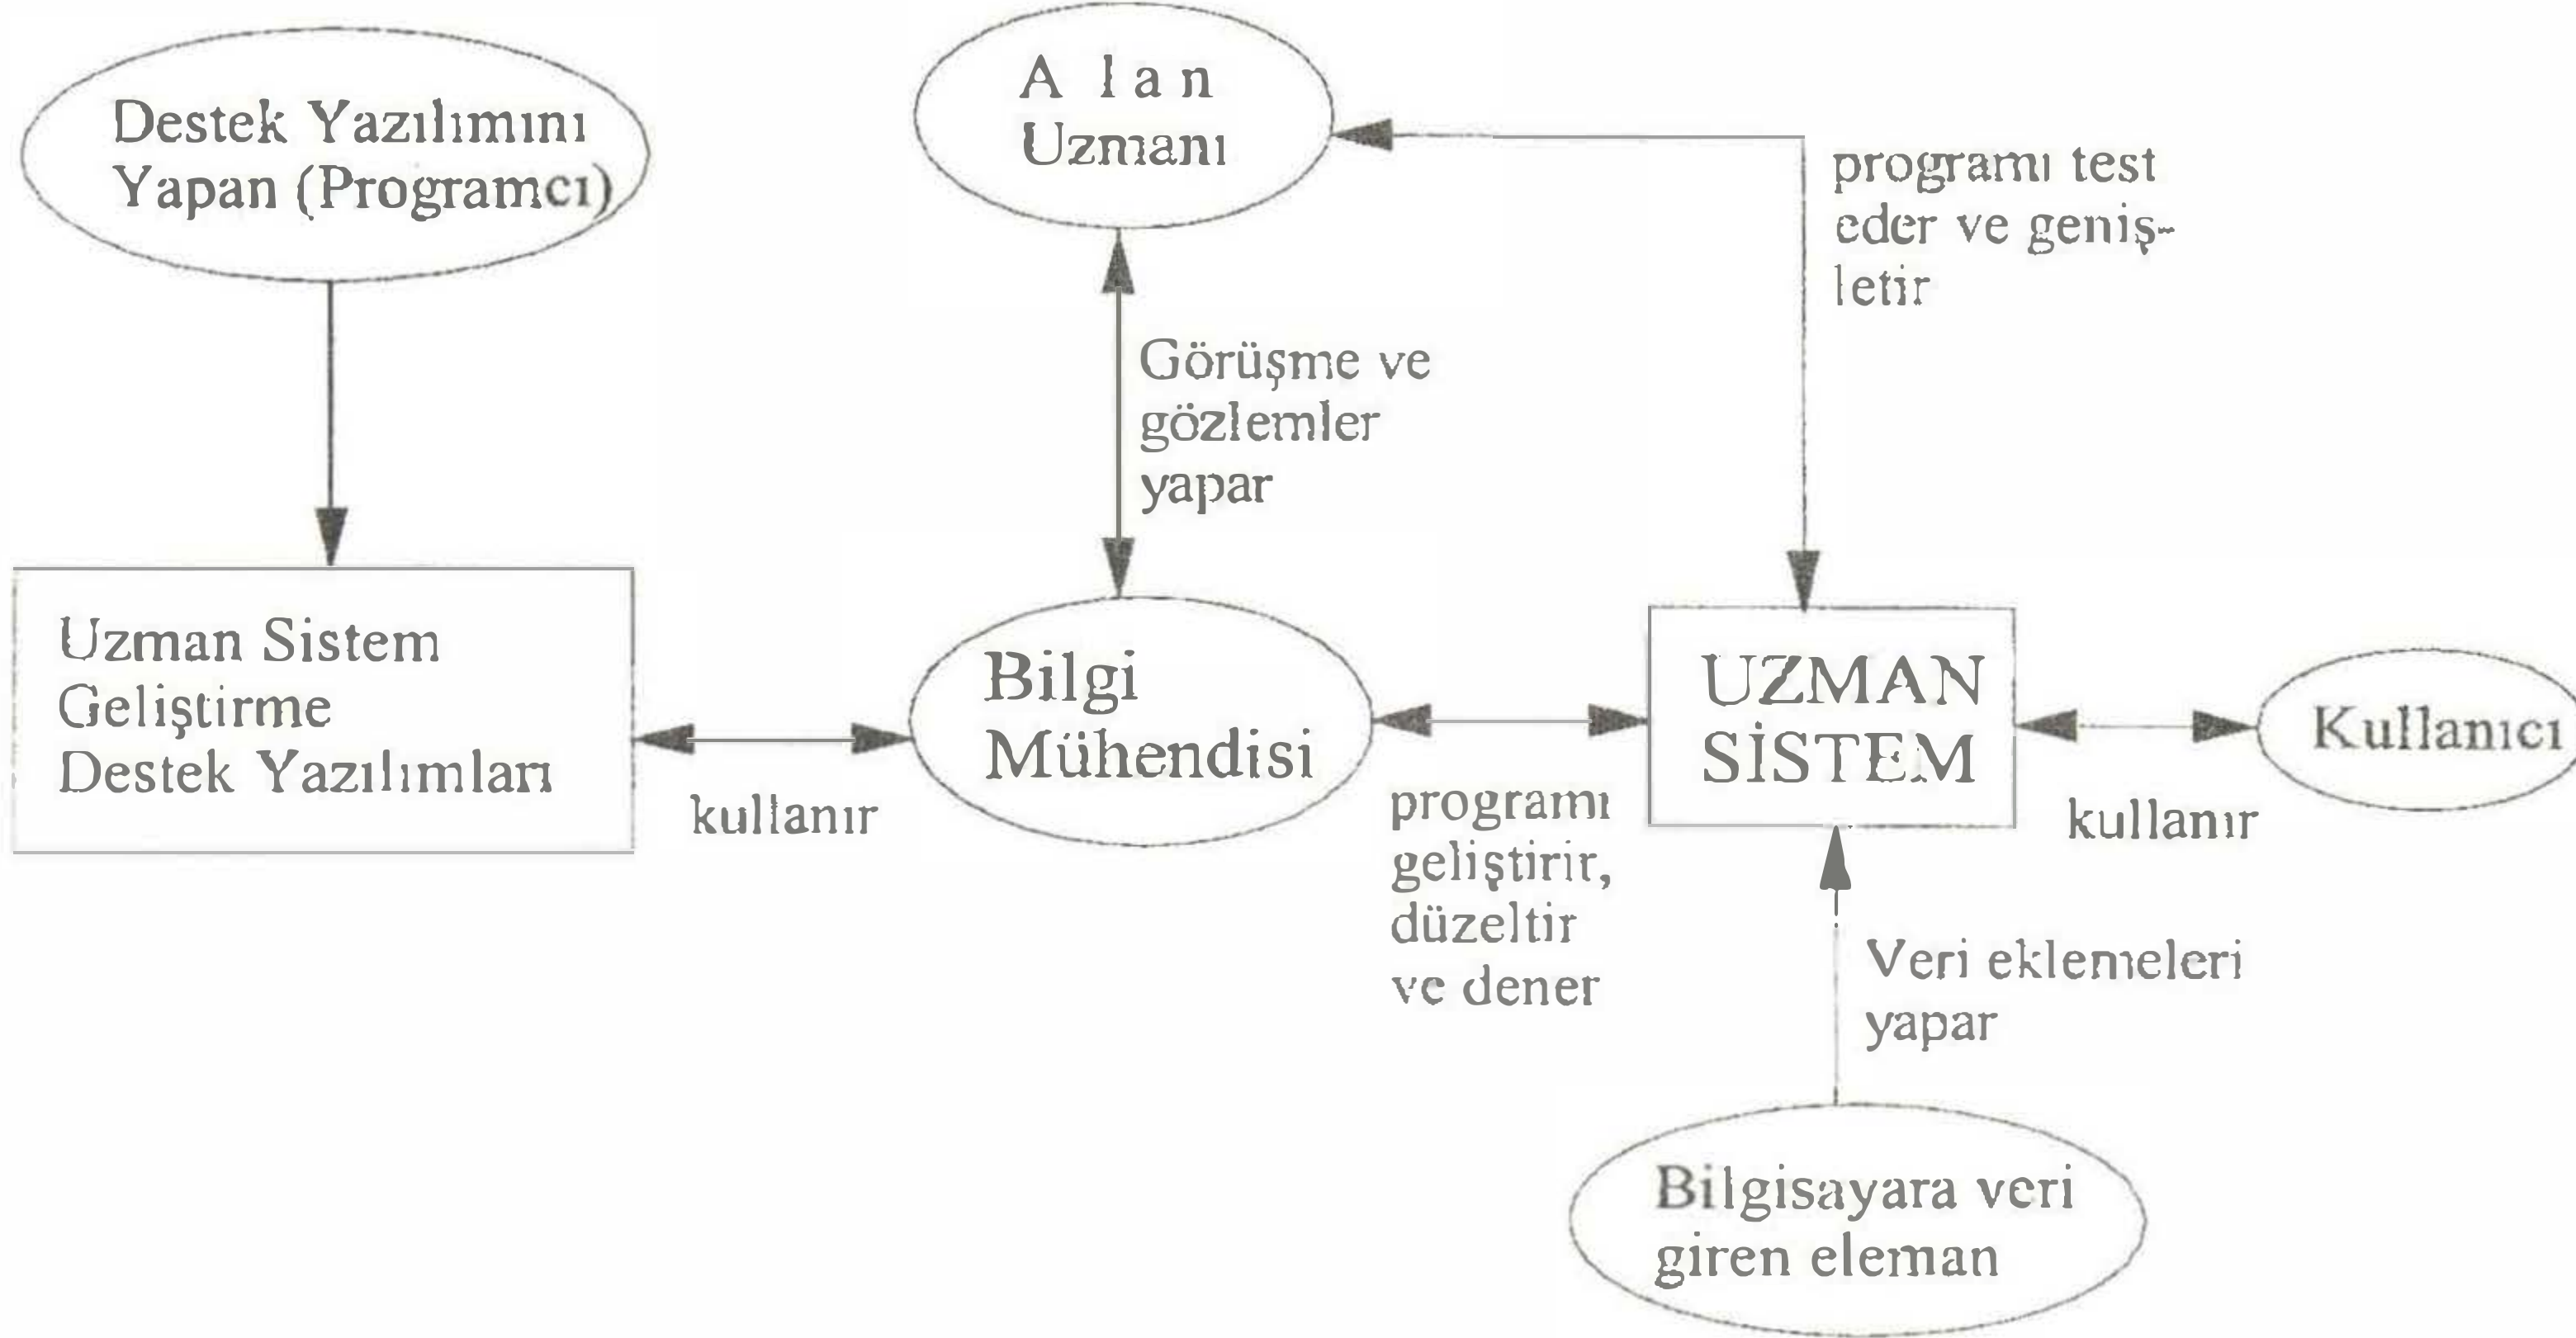 Destek Yazılımını
Yapan (Programcı)
A l a n
Uzmanı
programı test
eder ve geniş-
letir
Görüşme ve
gözlemler
yapar
Uzman Sistem
Geliştirme
Destek Yazılımları
kullanır
Bilgi
Mühendisi
programı
geliştirir,
düzeltir
ve dener
UZMAN
SİSTEM
kullanır
Kullanıcı
Veri eklemeleri
yapar
Bilgisayara veri
giren eleman